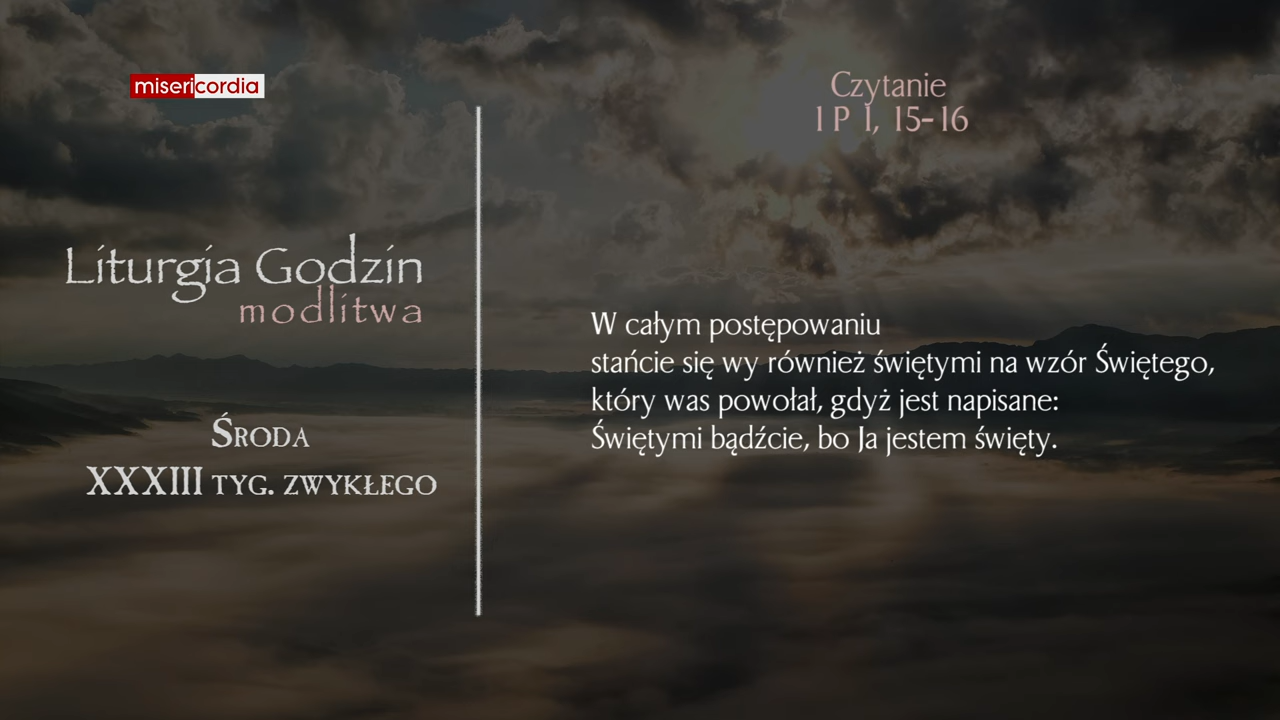 misericordia
Liturgia Godzin
modlitwa
Środa
XXXIII tyg. zwykłego
Czytanie
1 P 1, 15-16
W całym postępowaniu
stańcie się wy również świętymi na wzór Świętego,
który was powołał, gdyż jest napisane:
Świętymi bądźcie, bo Ja jestem święty.